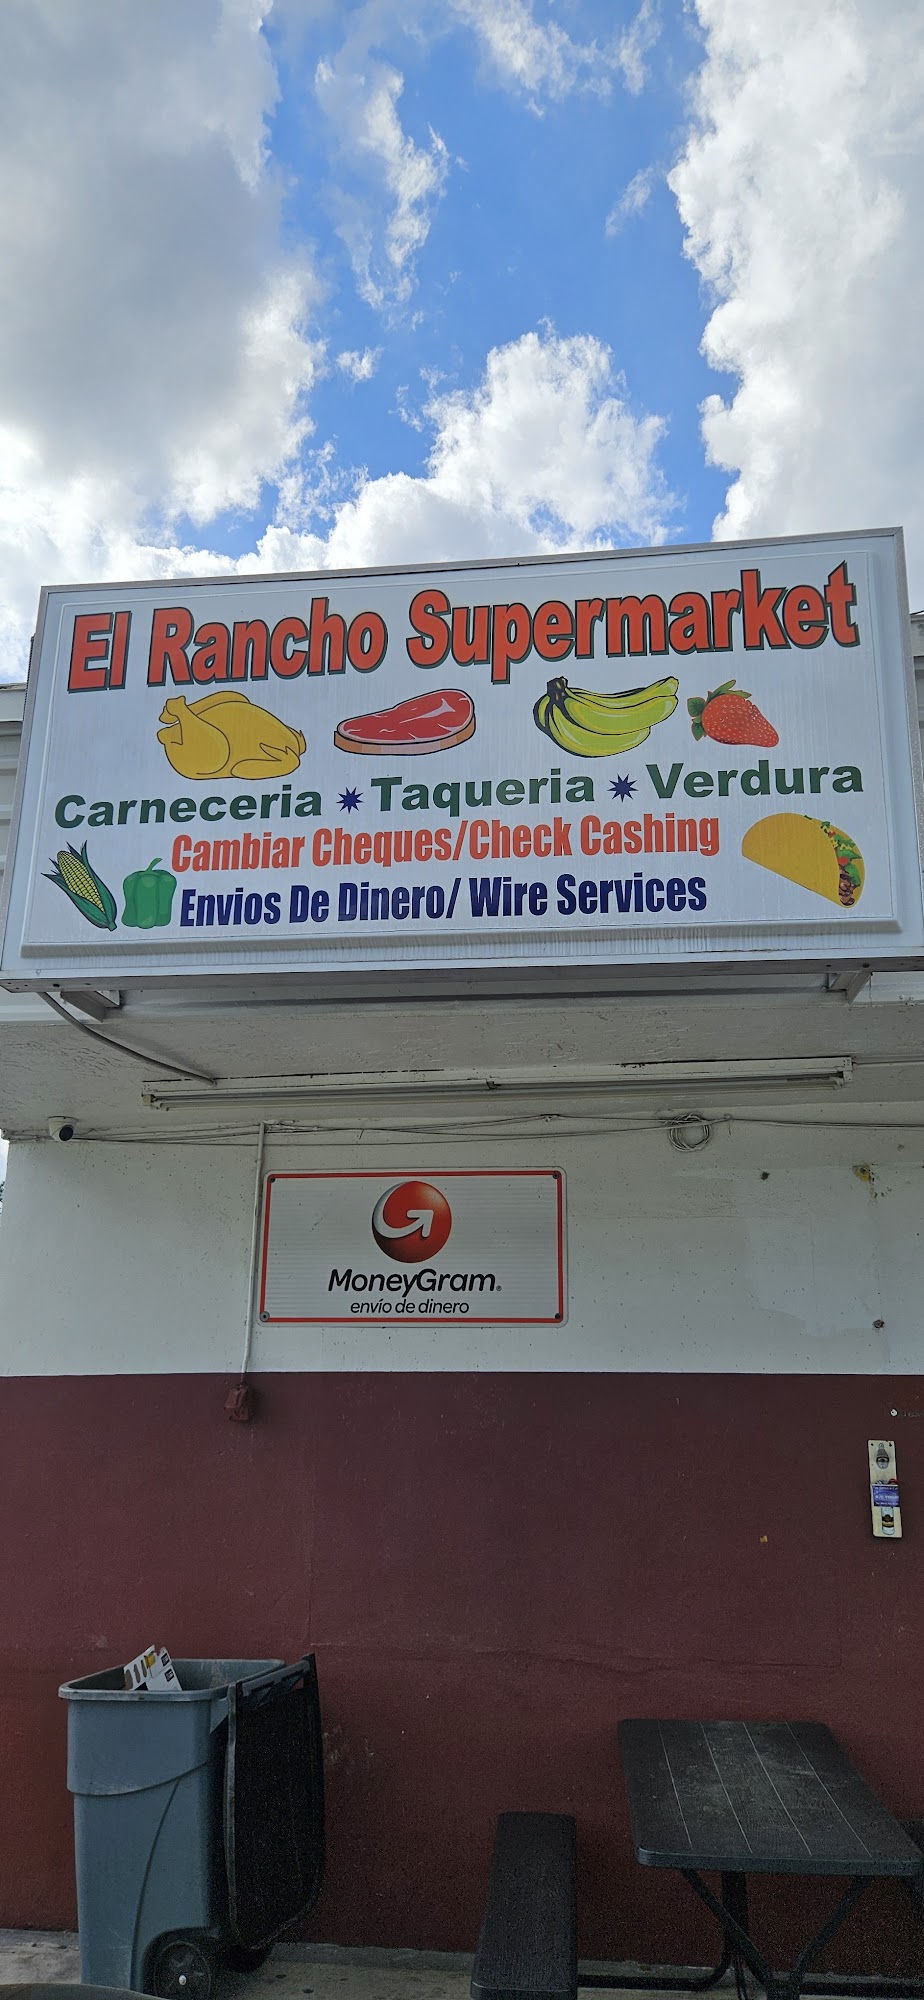 El Rancho Supermarket
Carneceria * Taqueria * Verdura
Cambiar Cheques/Check Cashing
Envios De Dinero/ Wire Services
MoneyGram®
envío de dinero